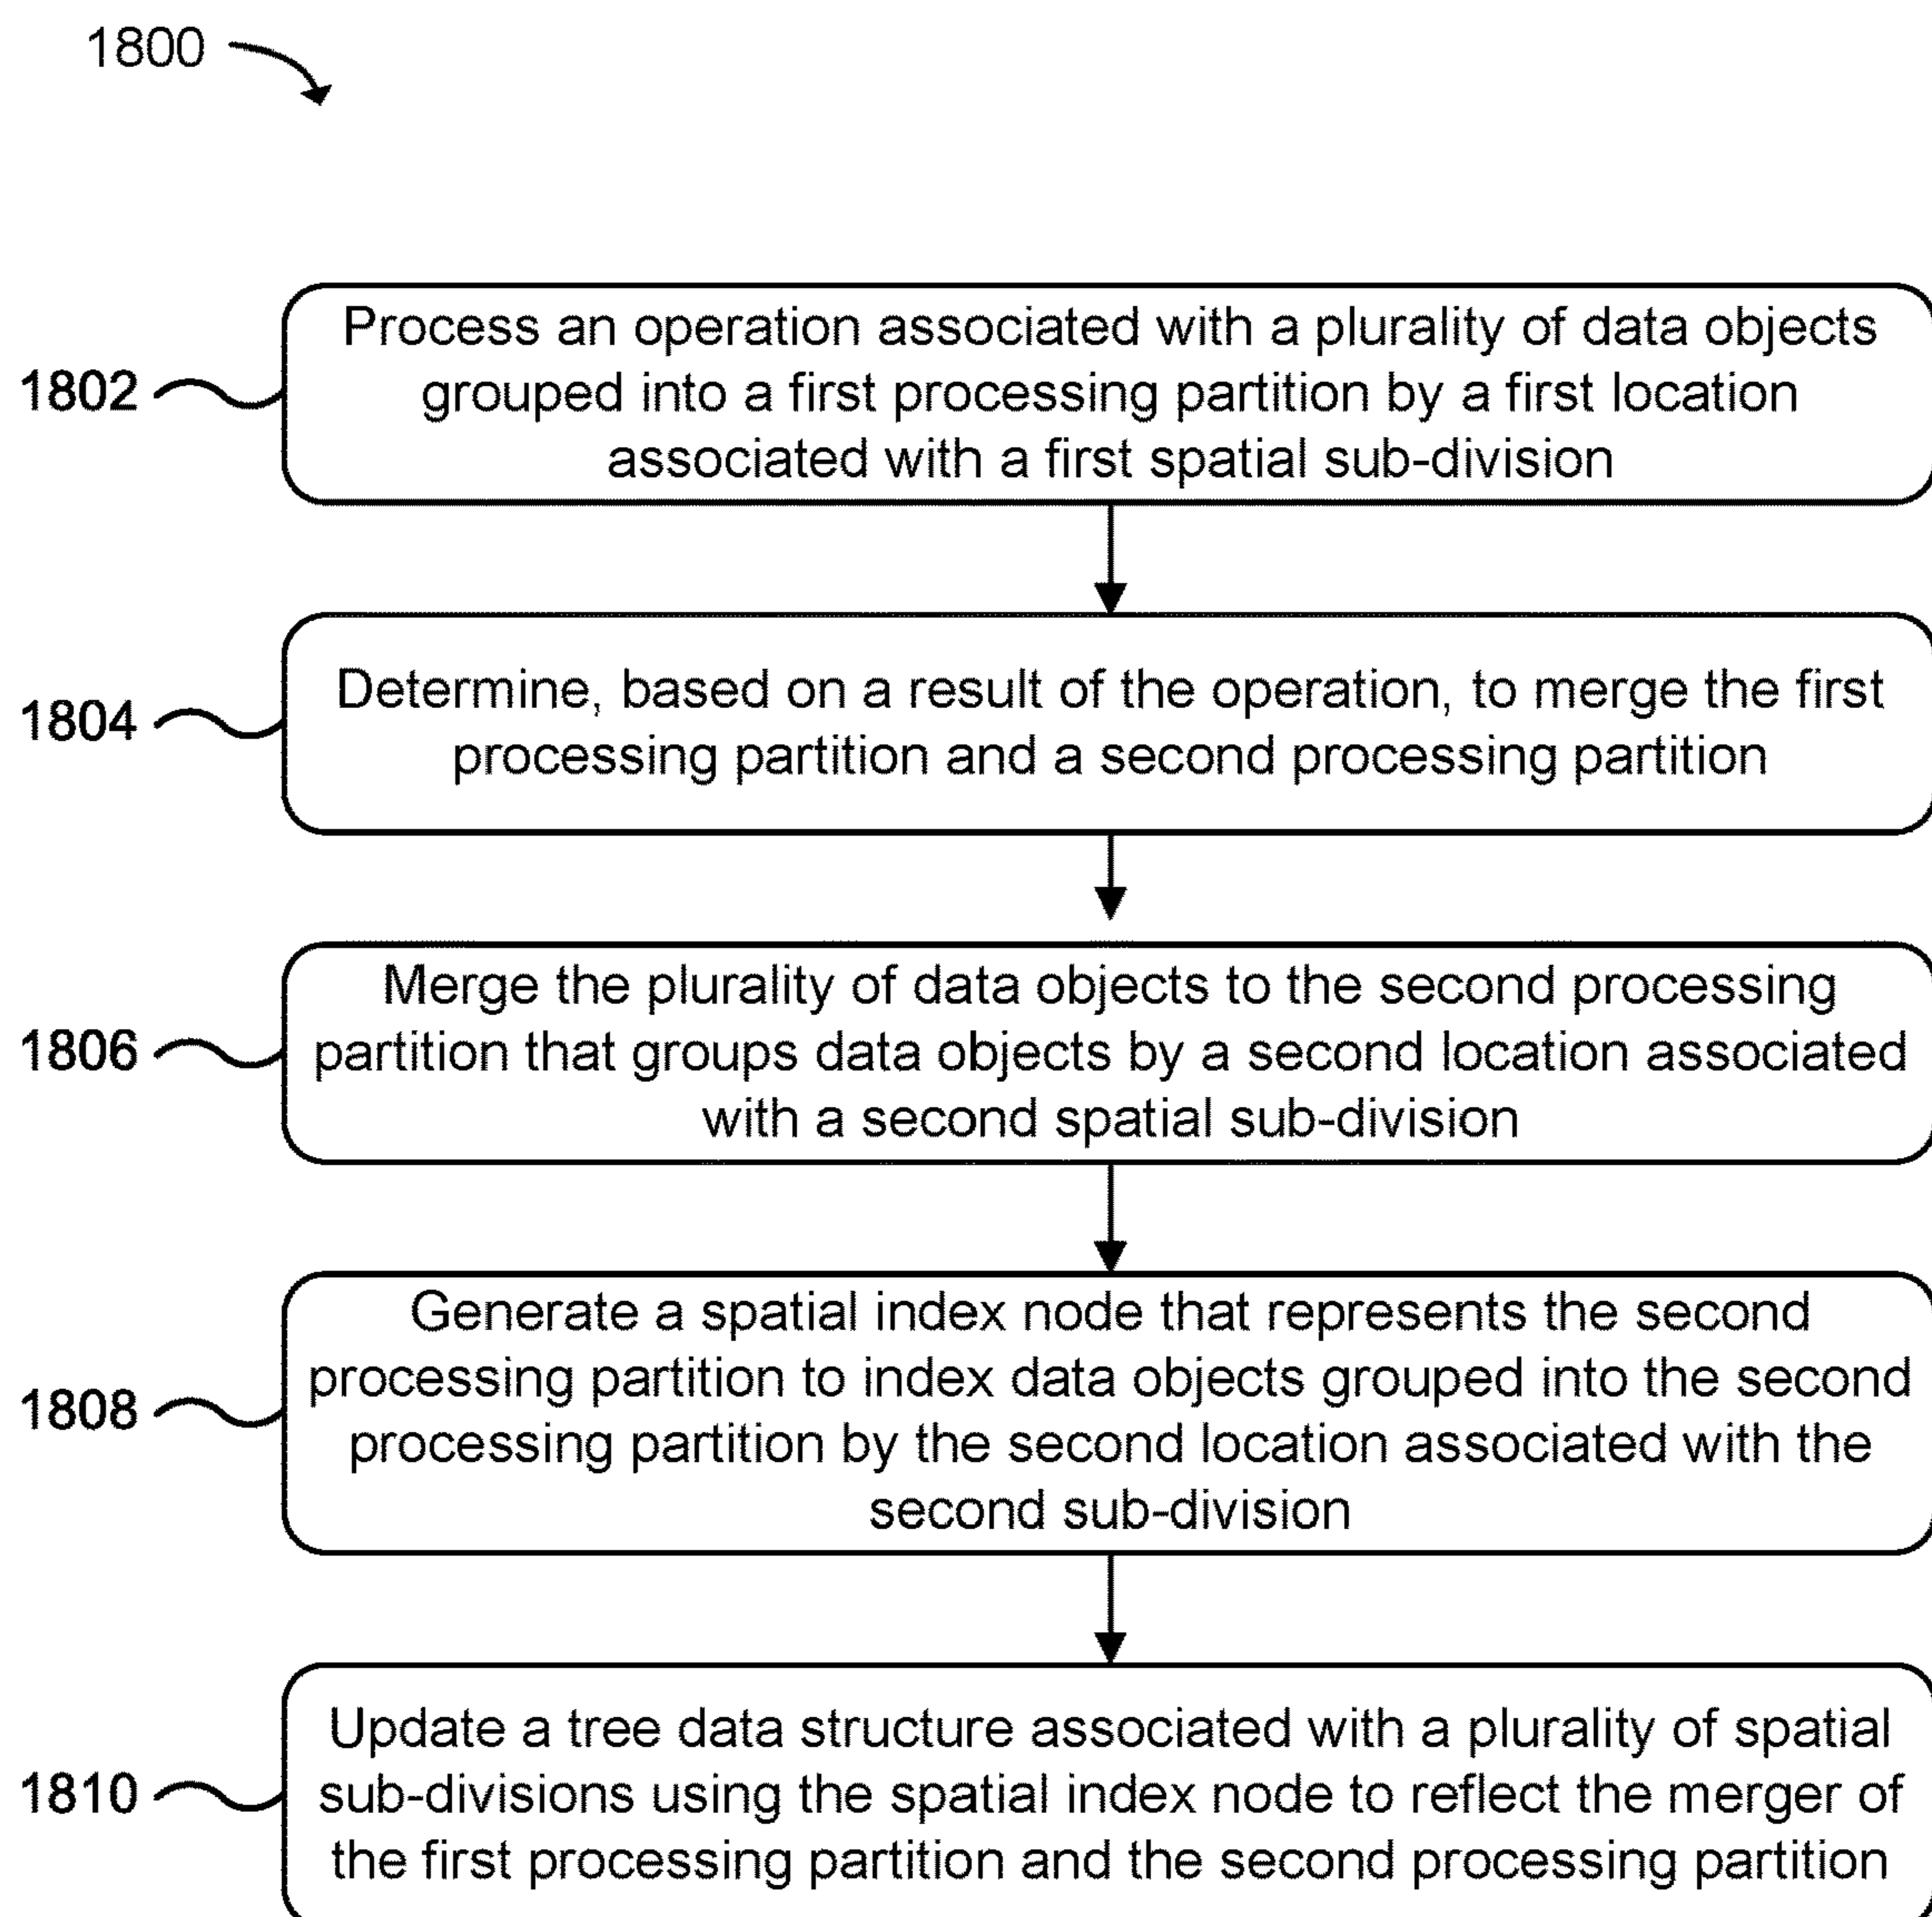 1800
1802
Process an operation associated with a plurality of data objects
grouped into a first processing partition by a first location
associated with a first spatial sub-division
1804
Determine, based on a result of the operation, to merge the first
processing partition and a second processing partition
1806
Merge the plurality of data objects to the second processing
partition that groups data objects by a second location associated
with a second spatial sub-division
1808
Generate a spatial index node that represents the second
processing partition to index data objects grouped into the second
processing partition by the second location associated with the
second sub-division
1810
Update a tree data structure associated with a plurality of spatial
sub-divisions using the spatial index node to reflect the merger of
the first processing partition and the second processing partition